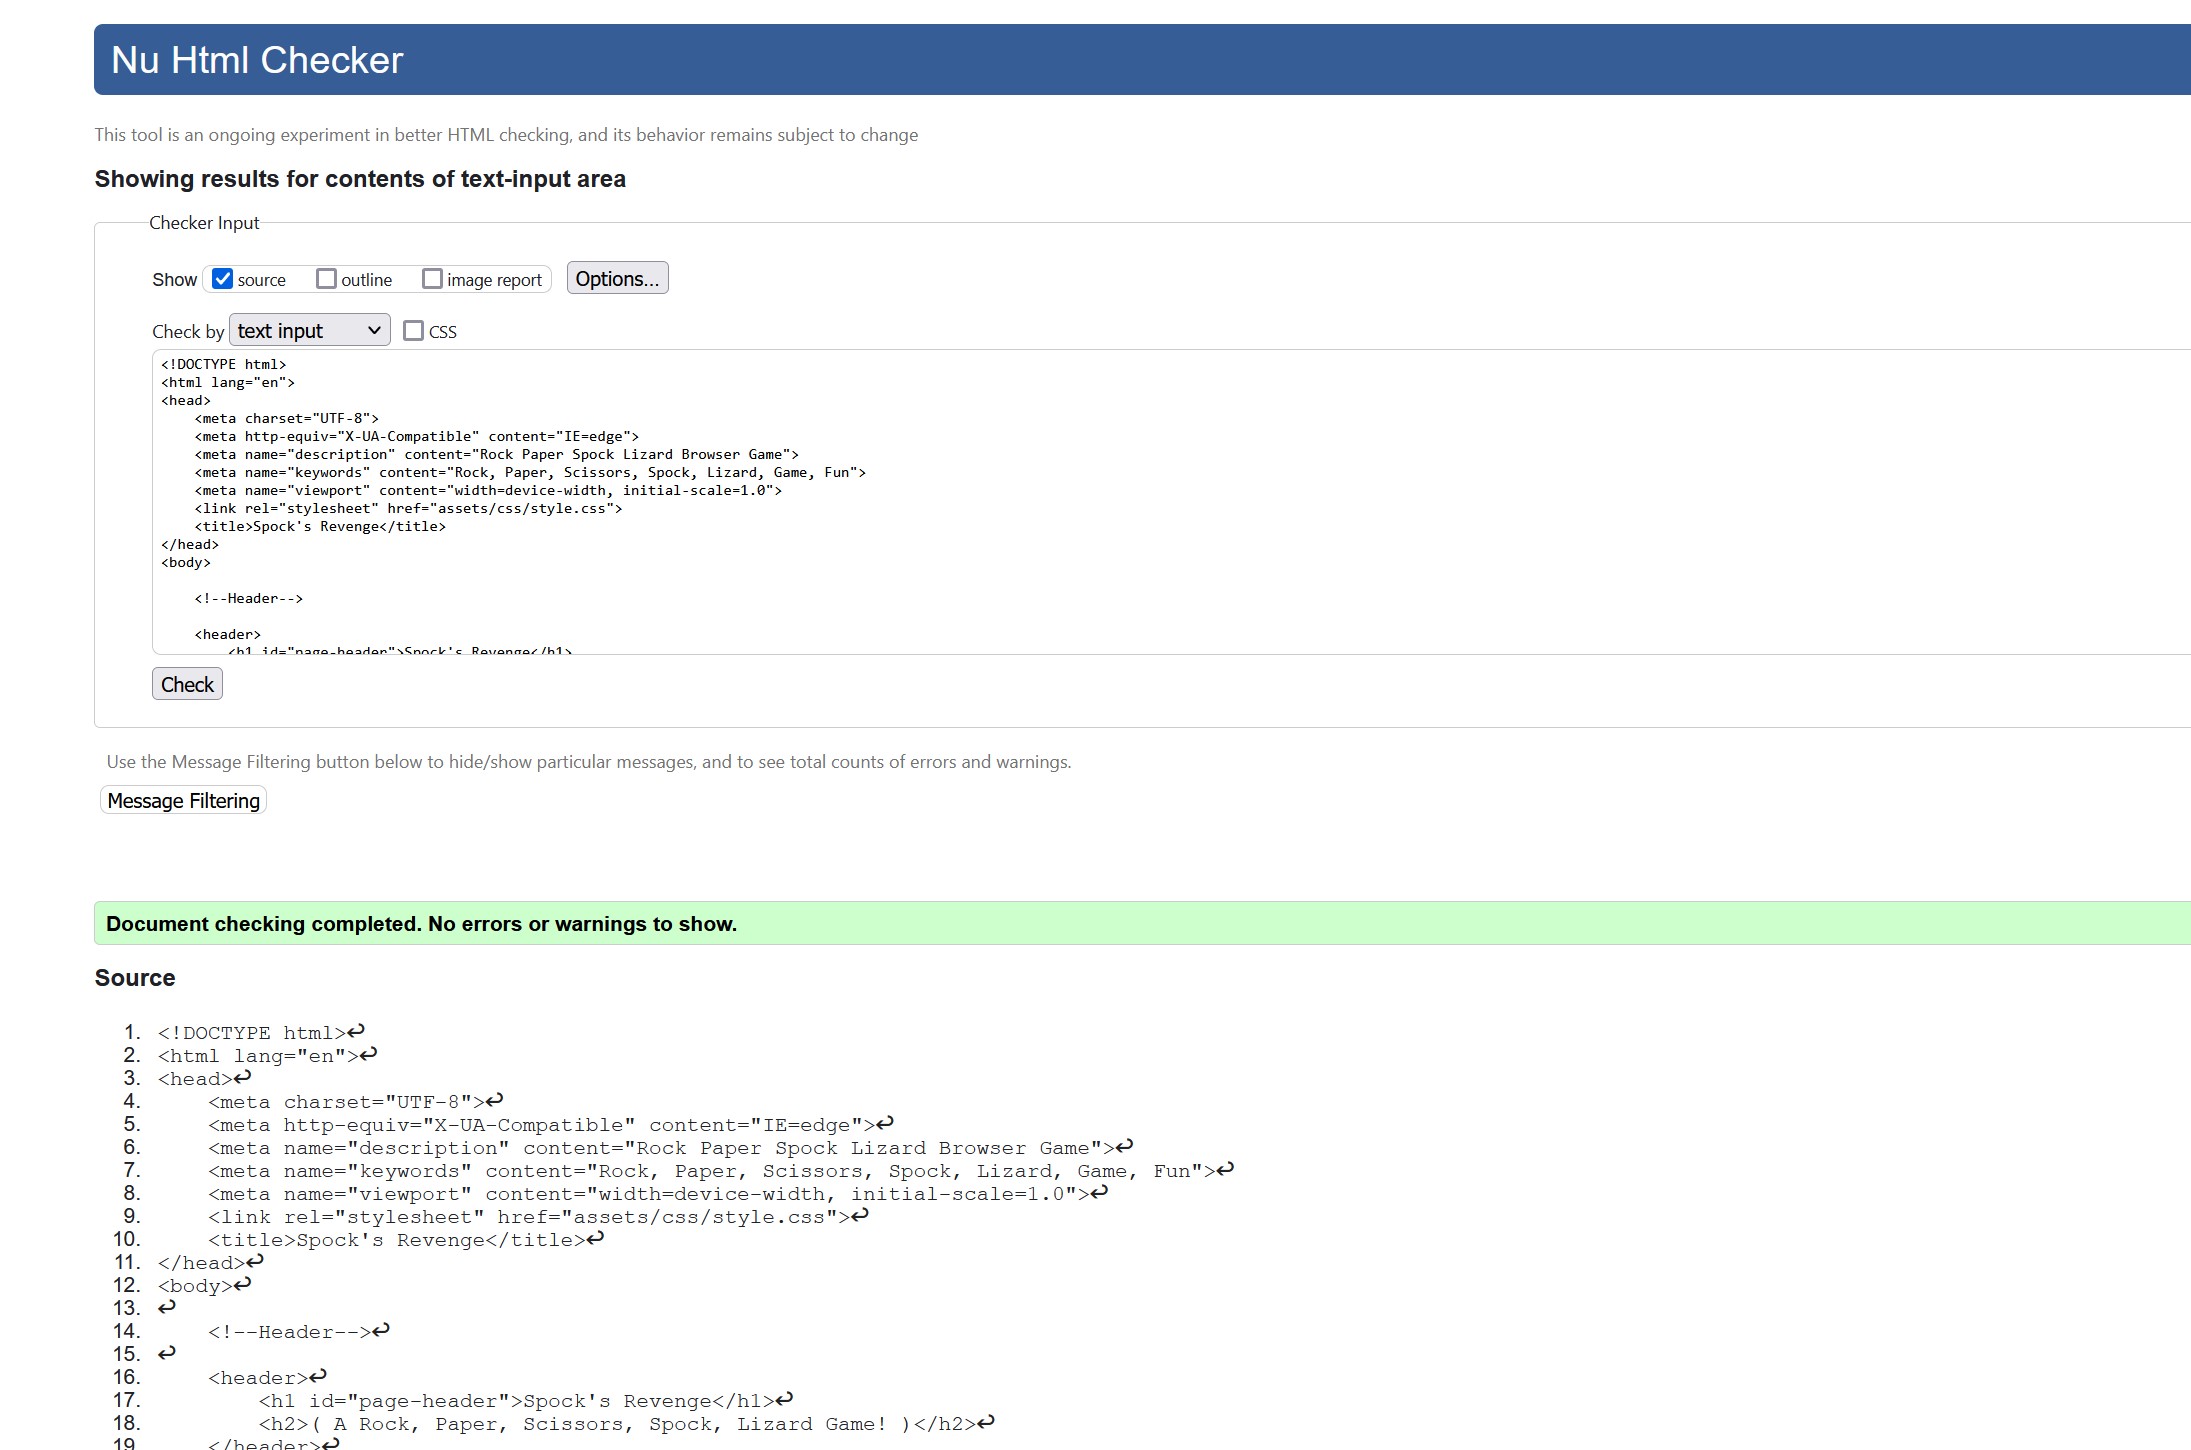 Nu Html Checker
This tool is an ongoing experiment in better HTML checking, and its behavior remains subject to change
Showing results for contents of text-input area
Checker Input
Show source outline image report Options...
Check by text input CSS
<!DOCTYPE html>
<html lang="en">
<head>
    <meta charset="UTF-8">
    <meta http-equiv="X-UA-Compatible" content="IE=edge">
    <meta name="description" content="Rock Paper Spock Lizard Browser Game">
    <meta name="keywords" content="Rock, Paper, Scissors, Spock, Lizard, Game, Fun">
    <meta name="viewport" content="width=device-width, initial-scale=1.0">
    <link rel="stylesheet" href="assets/css/style.css">
    <title>Spock's Revenge</title>
</head>
<body>
    <!--Header-->
    <header>
        <h1 id="page-header">Spock's Revenge</h1>
Check
Use the Message Filtering button below to hide/show particular messages, and to see total counts of errors and warnings.
Message Filtering
Document checking completed. No errors or warnings to show.
Source
1. <!DOCTYPE html>↩
2. <html lang="en">↩
3. <head>↩
4.     <meta charset="UTF-8">↩
5.     <meta http-equiv="X-UA-Compatible" content="IE=edge">↩
6.     <meta name="description" content="Rock Paper Spock Lizard Browser Game">↩
7.     <meta name="keywords" content="Rock, Paper, Scissors, Spock, Lizard, Game, Fun">↩
8.     <meta name="viewport" content="width=device-width, initial-scale=1.0">↩
9.     <link rel="stylesheet" href="assets/css/style.css">↩
10.     <title>Spock's Revenge</title>↩
11. </head>↩
12. <body>↩
13. ↩
14.     <!--Header-->↩
15. ↩
16.     <header>↩
17.         <h1 id="page-header">Spock's Revenge</h1>↩
18.         <h2>( A Rock, Paper, Scissors, Spock, Lizard Game! )</h2>↩
19.     </header>↩